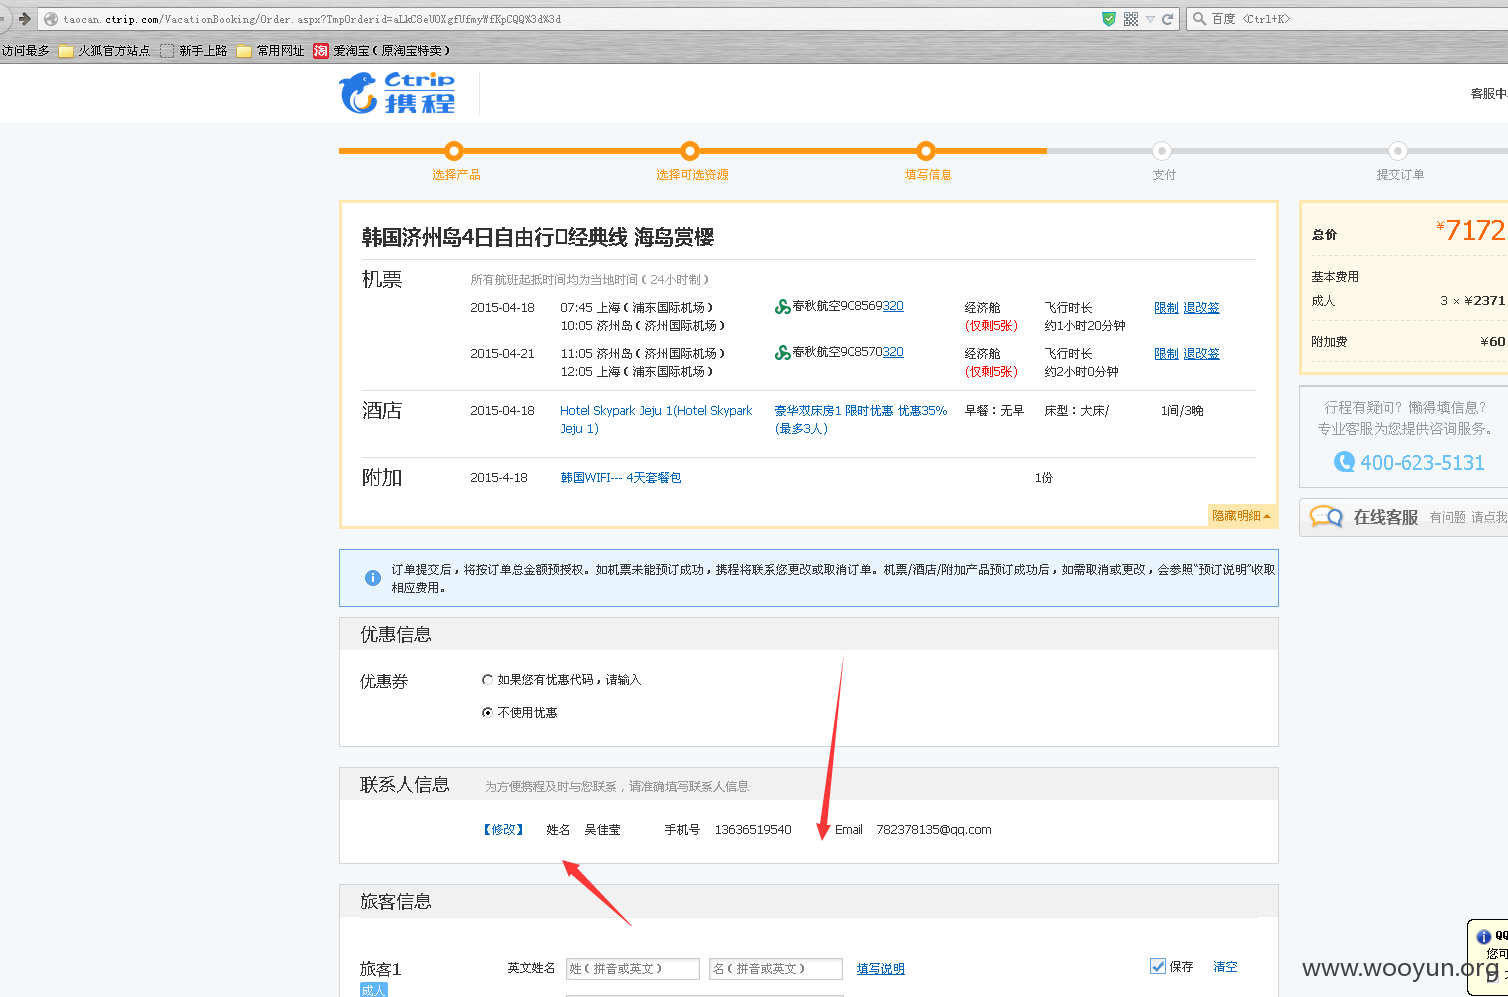 taocan.ctrip.com/VacationBooking/Order.aspx?TmpOrderid=aLkC8eUOXgfUfmyWfKpCQQ%3d%3d
百度 <Ctrl+K>
访问最多 火狐官方站点 新手上路 常用网址 淘 爱淘宝（原淘宝特卖）
Ctrip
携程
客服中
选择产品 选择可选资源 填写信息 支付 提交订单
韩国济州岛4日自由行▯经典线 海岛赏樱
机票 所有航班起抵时间均为当地时间（24小时制）
2015-04-18 07:45 上海（浦东国际机场） 春秋航空9C8569320 经济舱 飞行时长 限制 退改签
10:05 济州岛（济州国际机场） (仅剩5张) 约1小时20分钟
2015-04-21 11:05 济州岛（济州国际机场） 春秋航空9C8570320 经济舱 飞行时长 限制 退改签
12:05 上海（浦东国际机场） (仅剩5张) 约2小时0分钟
酒店 2015-04-18 Hotel Skypark Jeju 1(Hotel Skypark 豪华双床房1 限时优惠 优惠35% 早餐：无早 床型：大床/ 1间/3晚
Jeju 1) (最多3人)
附加 2015-4-18 韩国WIFI--- 4天套餐包 1份
隐藏明细
总价 ¥7172
基本费用
成人 3 × ¥2371
附加费 ¥60
行程有疑问？懒得填信息？
专业客服为您提供咨询服务。
400-623-5131
在线客服 有问题 请点我
订单提交后，将按订单总金额预授权。如机票未能预订成功，携程将联系您更改或取消订单。机票/酒店/附加产品预订成功后，如需取消或更改，会参照"预订说明"收取
相应费用。
优惠信息
优惠券 如果您有优惠代码，请输入
不使用优惠
联系人信息 为方便携程及时与您联系，请准确填写联系人信息
【修改】 姓名 吴佳莹 手机号 13636519540 Email 782378135@qq.com
旅客信息
旅客1 英文姓名 姓（拼音或英文） 名（拼音或英文） 填写说明 保存 清空
成人
QQ
您可
www.wooyun.org